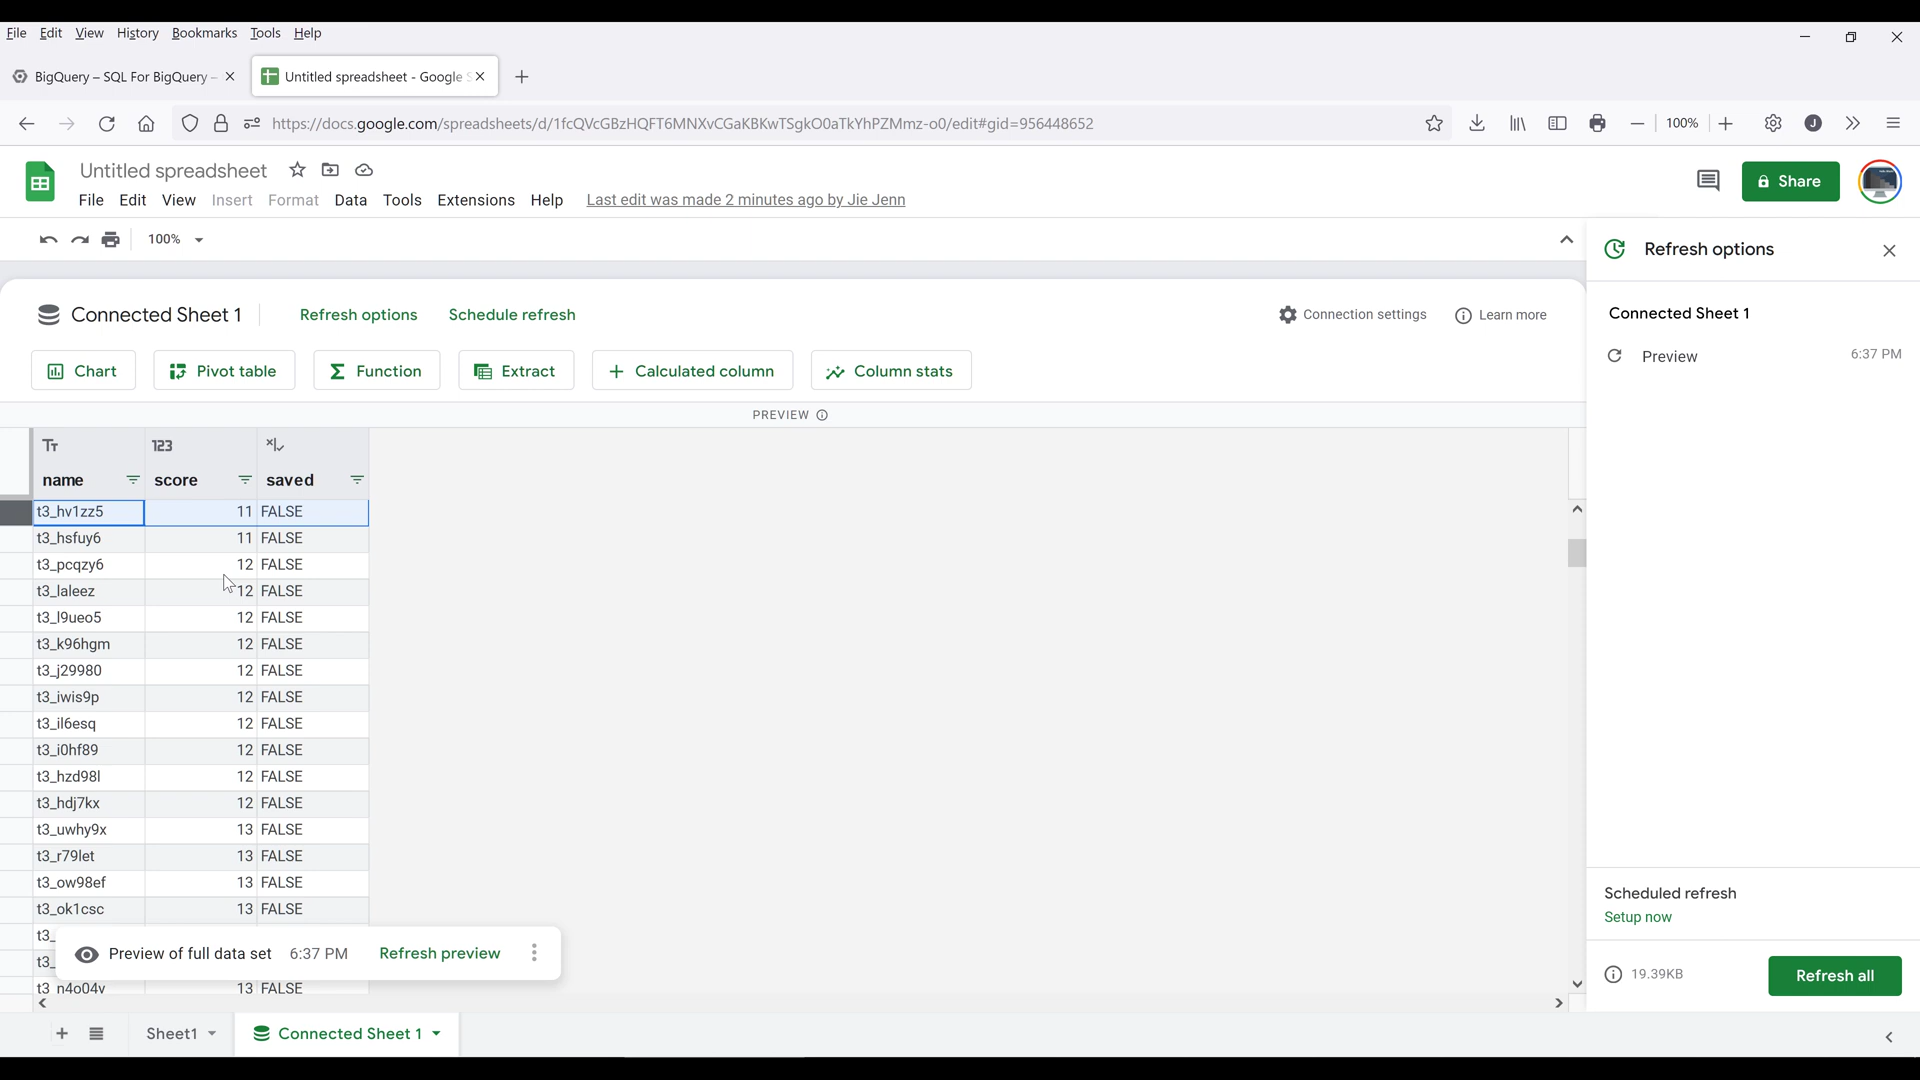 File Edit View History Bookmarks Tools Help
BigQuery – SQL For BigQuery –
Untitled spreadsheet - Google S
https://docs.google.com/spreadsheets/d/1fcQVcGBzHQFT6MNXvCGaKBKwTSgkO0aTkYhPZMmz-o0/edit#gid=956448652
100%
J
Untitled spreadsheet
File Edit View Insert Format Data Tools Extensions Help Last edit was made 2 minutes ago by Jie Jenn
Share
100%
Refresh options
Connected Sheet 1
Refresh options
Schedule refresh
Connection settings
Learn more
Connected Sheet 1
Preview 6:37 PM
Chart
Pivot table
Function
Extract
Calculated column
Column stats
PREVIEW
Tт 123
name score saved
t3_hv1zz5 11 FALSE
t3_hsfuy6 11 FALSE
t3_pcqzy6 12 FALSE
t3_laleez 12 FALSE
t3_l9ueo5 12 FALSE
t3_k96hgm 12 FALSE
t3_j29980 12 FALSE
t3_iwis9p 12 FALSE
t3_il6esq 12 FALSE
t3_i0hf89 12 FALSE
t3_hzd98l 12 FALSE
t3_hdj7kx 12 FALSE
t3_uwhy9x 13 FALSE
t3_r79let 13 FALSE
t3_ow98ef 13 FALSE
t3_ok1csc 13 FALSE
t3_
t3_
t3_n4o04v 13 FALSE
Preview of full data set 6:37 PM Refresh preview
Scheduled refresh
Setup now
19.39KB
Refresh all
Sheet1
Connected Sheet 1